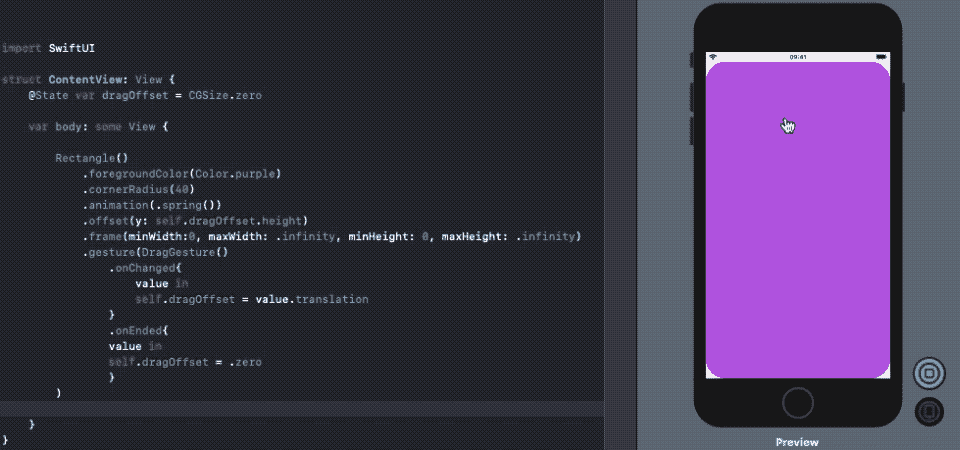 import SwiftUI
struct ContentView: View {
@State var dragOffset = CGSize.zero
var body: some View {
Rectangle()
.foregroundColor(Color.purple)
.cornerRadius(40)
.animation(.spring())
.offset(y: self.dragOffset.height)
.frame(minWidth:0, maxWidth: .infinity, minHeight: 0, maxHeight: .infinity)
.gesture(DragGesture()
.onChanged{
value in
self.dragOffset = value.translation
}
.onEnded{
value in
self.dragOffset = .zero
}
)
}
}
09:41
Preview